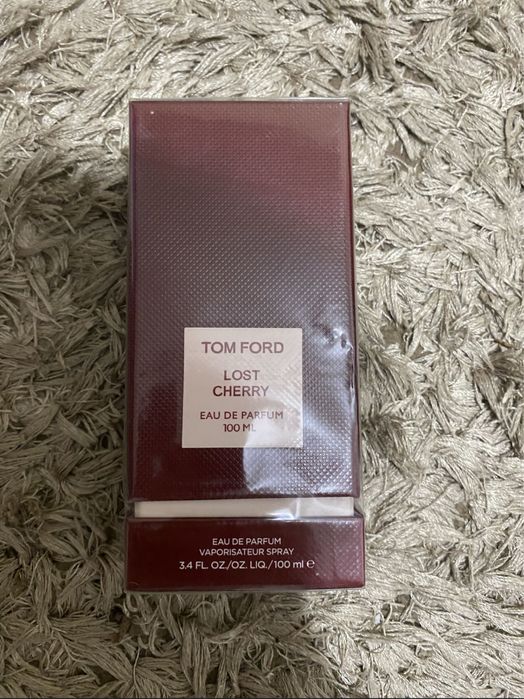 TOM FORD
LOST
CHERRY
EAU DE PARFUM
100 ML
EAU DE PARFUM
VAPORISATEUR SPRAY
3.4 FL. OZ./OZ. LIQ./100 ml ℮